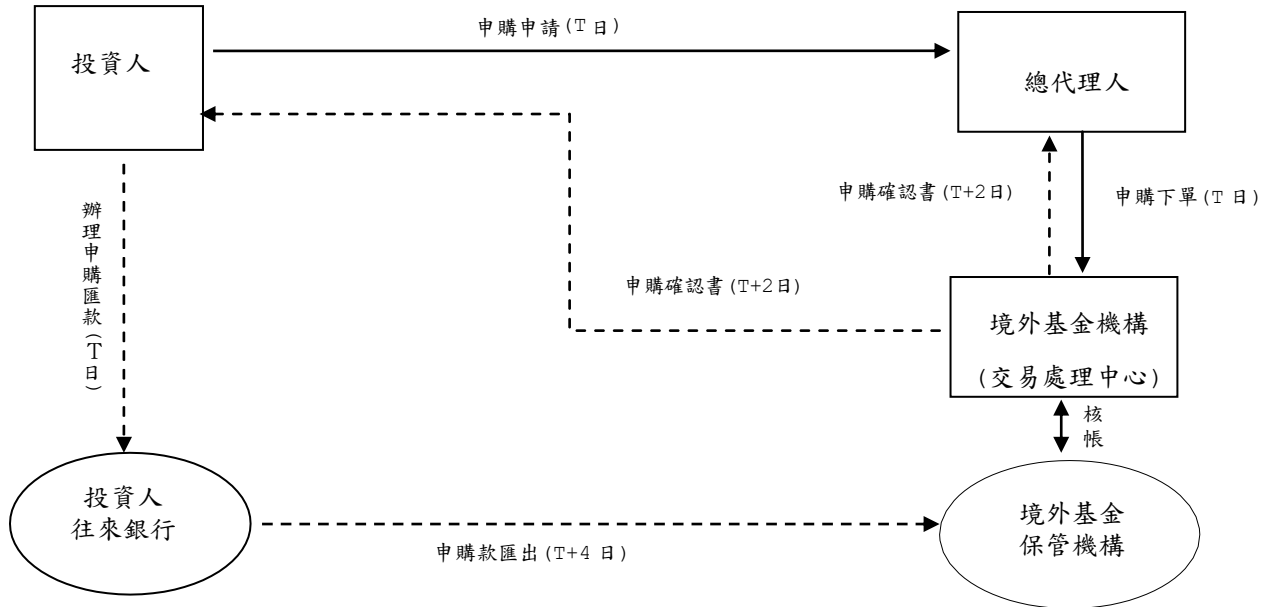 申購申請(T日)
投資人
總代理人
申購確認書(T+2日)
申購下單(T 日)
辦理申購匯款(T日)
申購確認書(T+2日)
境外基金機構
(交易處理中心)
核帳
投資人
往來銀行
境外基金
保管機構
申購款匯出(T+4 日)